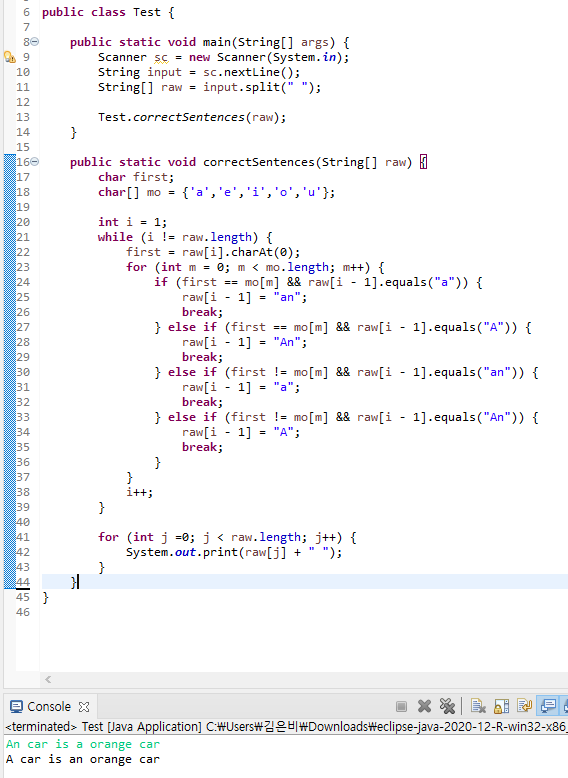 6 public class Test {
7
8 public static void main(String[] args) {
9 Scanner sc = new Scanner(System.in);
10 String input = sc.nextLine();
11 String[] raw = input.split(" ");
12
13 Test.correctSentences(raw);
14 }
15
16 public static void correctSentences(String[] raw) {
17 char first;
18 char[] mo = {'a','e','i','o','u'};
19
20 int i = 1;
21 while (i != raw.length) {
22 first = raw[i].charAt(0);
23 for (int m = 0; m < mo.length; m++) {
24 if (first == mo[m] && raw[i - 1].equals("a")) {
25 raw[i - 1] = "an";
26 break;
27 } else if (first == mo[m] && raw[i - 1].equals("A")) {
28 raw[i - 1] = "An";
29 break;
30 } else if (first != mo[m] && raw[i - 1].equals("an")) {
31 raw[i - 1] = "a";
32 break;
33 } else if (first != mo[m] && raw[i - 1].equals("An")) {
34 raw[i - 1] = "A";
35 break;
36 }
37 }
38 i++;
39 }
40
41 for (int j =0; j < raw.length; j++) {
42 System.out.print(raw[j] + " ");
43 }
44 }
45 }
46
Console
<terminated> Test [Java Application] C:₩Users₩김은비₩Downloads₩eclipse-java-2020-12-R-win32-x86_
An car is a orange car
A car is an orange car